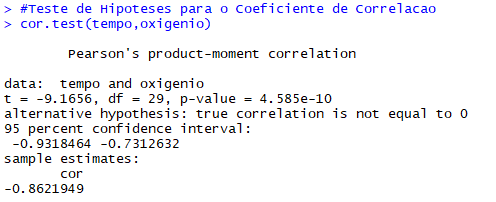 > #Teste de Hipoteses para o Coeficiente de Correlacao
> cor.test(tempo,oxigenio)
Pearson's product-moment correlation
data:  tempo and oxigenio
t = -9.1656, df = 29, p-value = 4.585e-10
alternative hypothesis: true correlation is not equal to 0
95 percent confidence interval:
-0.9318464 -0.7312632
sample estimates:
cor
-0.8621949